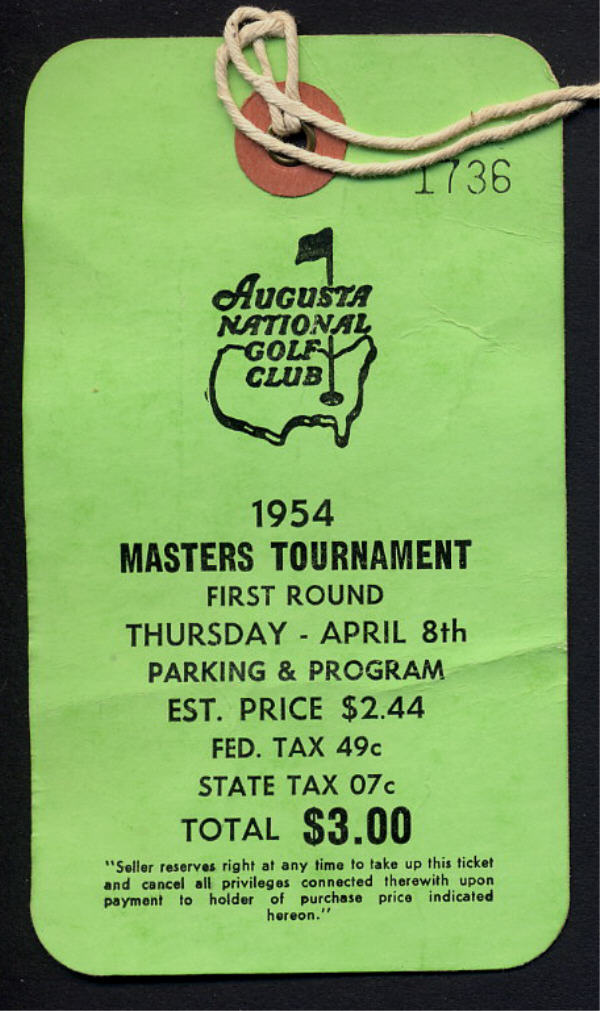 1736
AUGUSTA
NATIONAL
GOLF
CLUB
1954
MASTERS TOURNAMENT
FIRST ROUND
THURSDAY - APRIL 8th
PARKING & PROGRAM
EST. PRICE $2.44
FED. TAX 49c
STATE TAX 07c
TOTAL $3.00
"Seller reserves right at any time to take up this ticket
and cancel all privileges connected therewith upon
payment to holder of purchase price indicated
hereon."